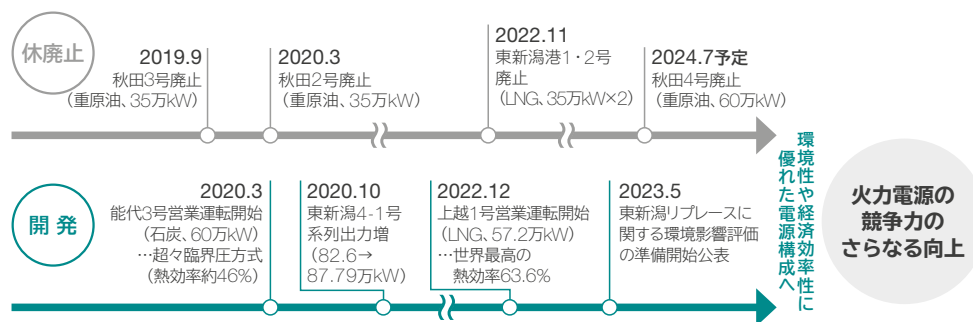 休廃止
2019.9
秋田3号廃止
(重原油、35万kW)
2020.3
秋田2号廃止
(重原油、35万kW)
2022.11
東新潟港1・2号
廃止
(LNG、35万kW×2)
2024.7予定
秋田4号廃止
(重原油、60万kW)
開発
2020.3
能代3号営業運転開始
(石炭、60万kW)
…超々臨界圧方式
(熱効率約46%)
2020.10
東新潟4-1号
系列出力増
(82.6→
87.79万kW)
2022.12
上越1号営業運転開始
(LNG、57.2万kW)
…世界最高の
熱効率63.6%
2023.5
東新潟リプレースに
関する環境影響評価
の準備開始公表
環境性や経済効率性に
優れた電源構成へ
火力電源の
競争力の
さらなる向上